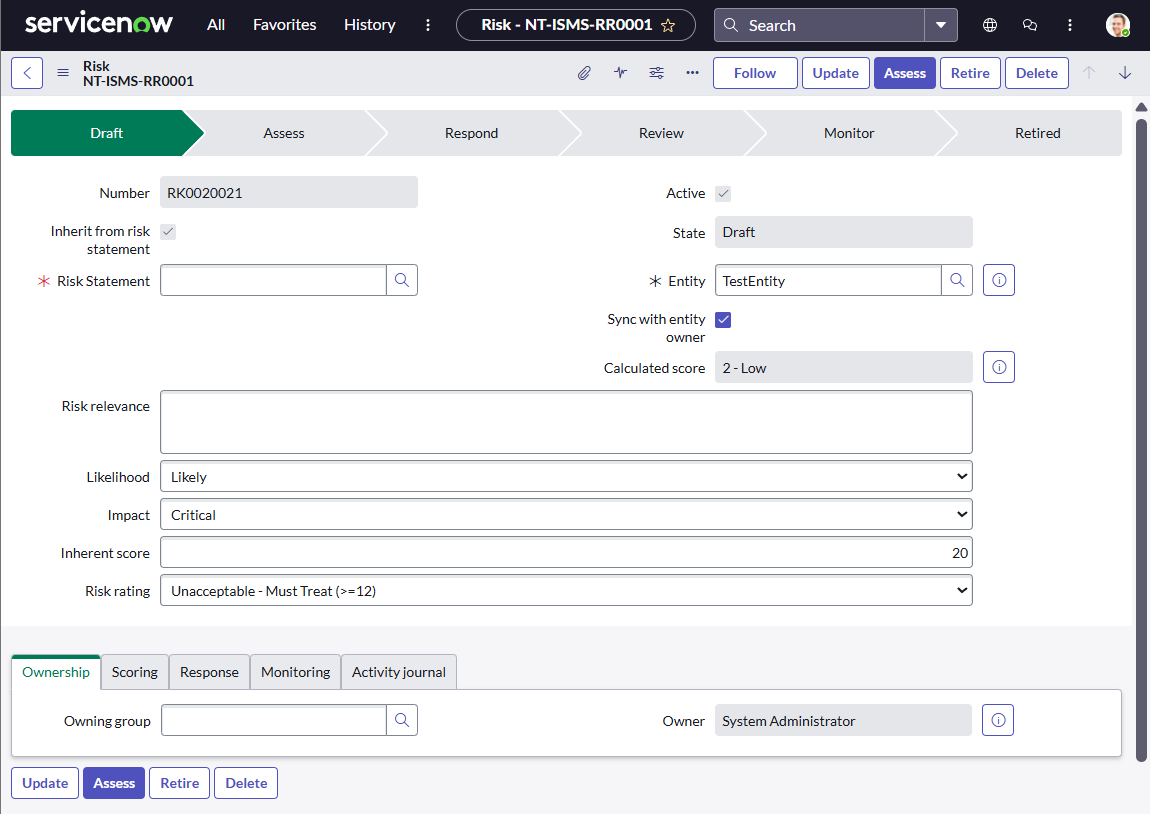 servicenow All Favorites History Risk - NT-ISMS-RR0001 Search
Risk
NT-ISMS-RR0001
Follow Update Assess Retire Delete
Draft Assess Respond Review Monitor Retired
Number RK0020021 Active
Inherit from risk
statement
State Draft
Risk Statement Entity TestEntity
Sync with entity
owner
Calculated score 2 - Low
Risk relevance
Likelihood Likely
Impact Critical
Inherent score 20
Risk rating Unacceptable - Must Treat (>=12)
Ownership Scoring Response Monitoring Activity journal
Owning group Owner System Administrator
Update Assess Retire Delete